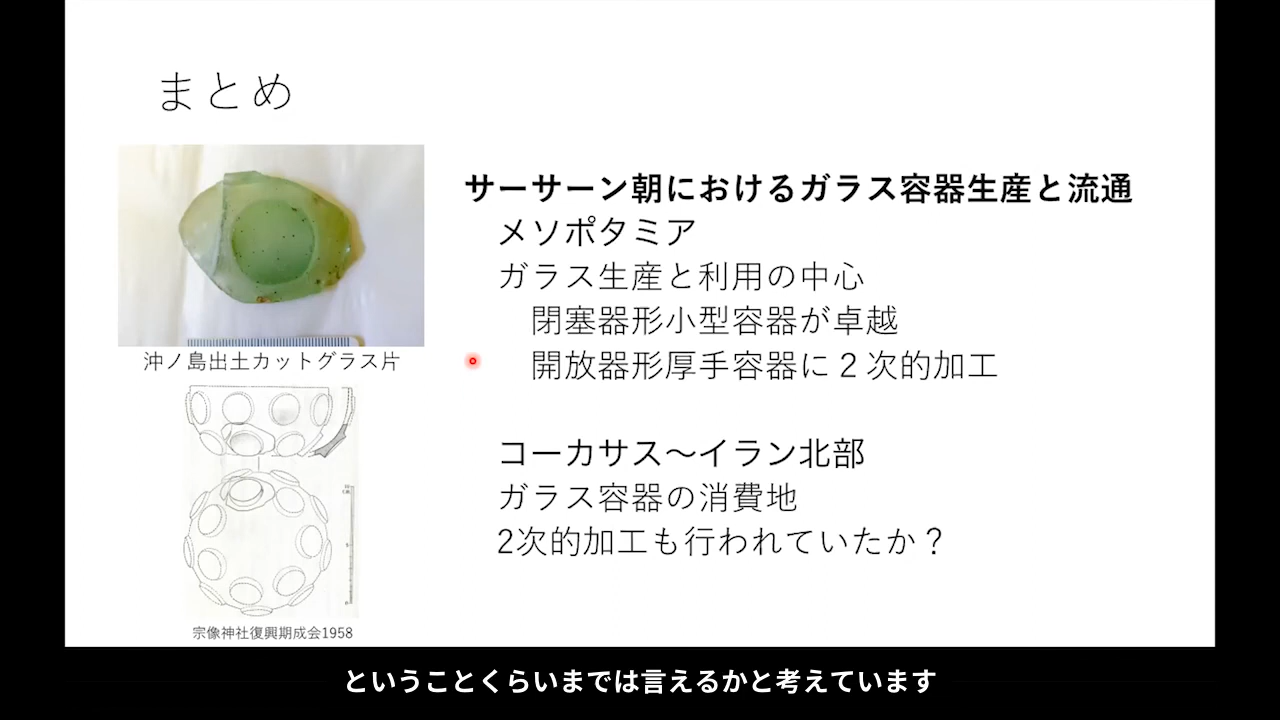 まとめ
サーサーン朝におけるガラス容器生産と流通
メソポタミア
ガラス生産と利用の中心
閉塞器形小型容器が卓越
開放器形厚手容器に２次的加工
コーカサス～イラン北部
ガラス容器の消費地
2次的加工も行われていたか？
沖ノ島出土カットグラス片
宗像神社復興期成会1958
ということくらいまでは言えるかと考えています